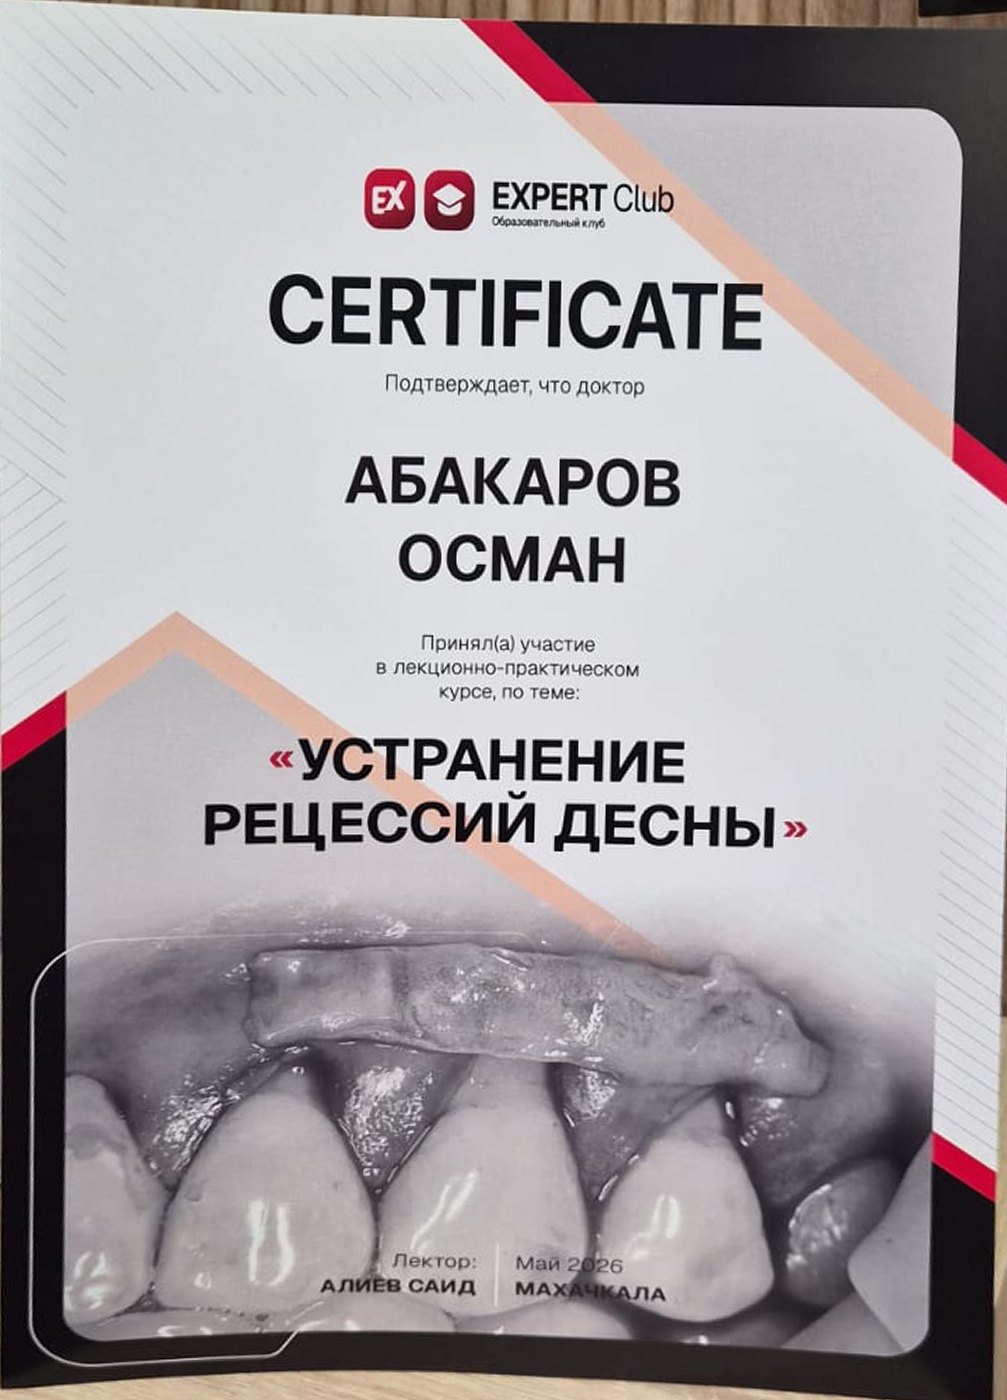 EX EXPERT Club
Образовательный клуб
CERTIFICATE
Подтверждает, что доктор
АБАКАРОВ
ОСМАН
Принял(а) участие
в лекционно-практическом
курсе, по теме:
«УСТРАНЕНИЕ
РЕЦЕССИЙ ДЕСНЫ»
Лектор:
АЛИЕВ САИД
Май 2026
МАХАЧКАЛА